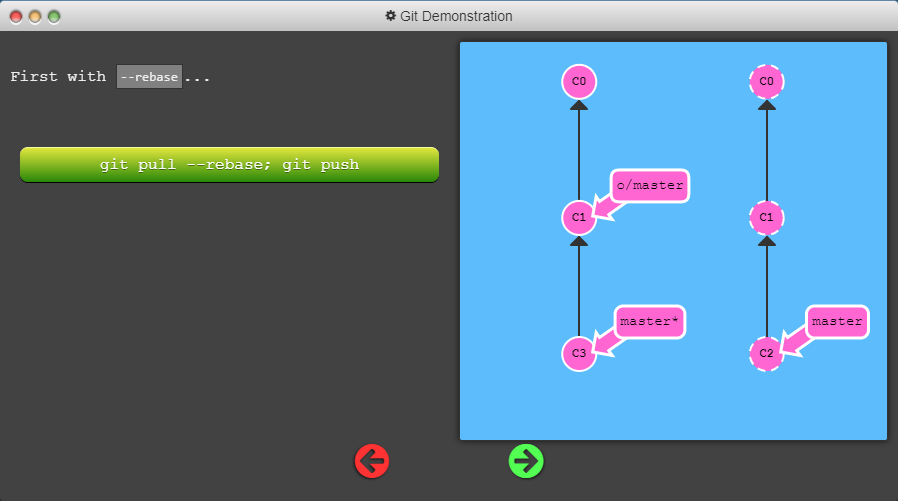 Git Demonstration
First with --rebase...
git pull --rebase; git push
C0
C0
o/master
C1
C1
master*
master
C3
C2